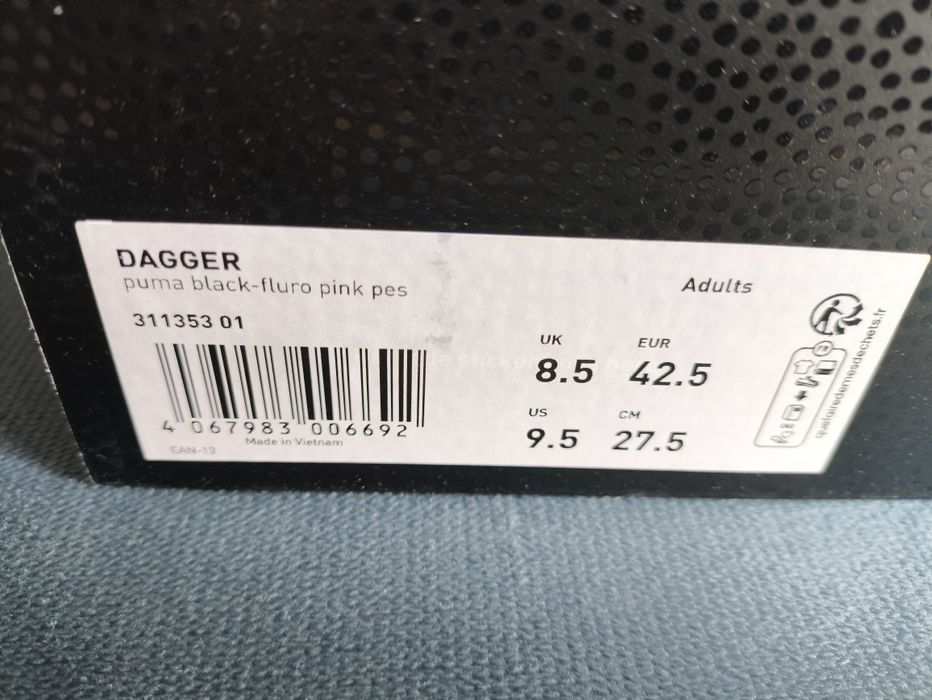 DAGGER
puma black-fluro pink pes
Adults
311353 01
UK EUR
8.5 42.5
US CM
9.5 27.5
4 067983 006692
Made in Vietnam
EAN-13
quefairedemesdechets.fr